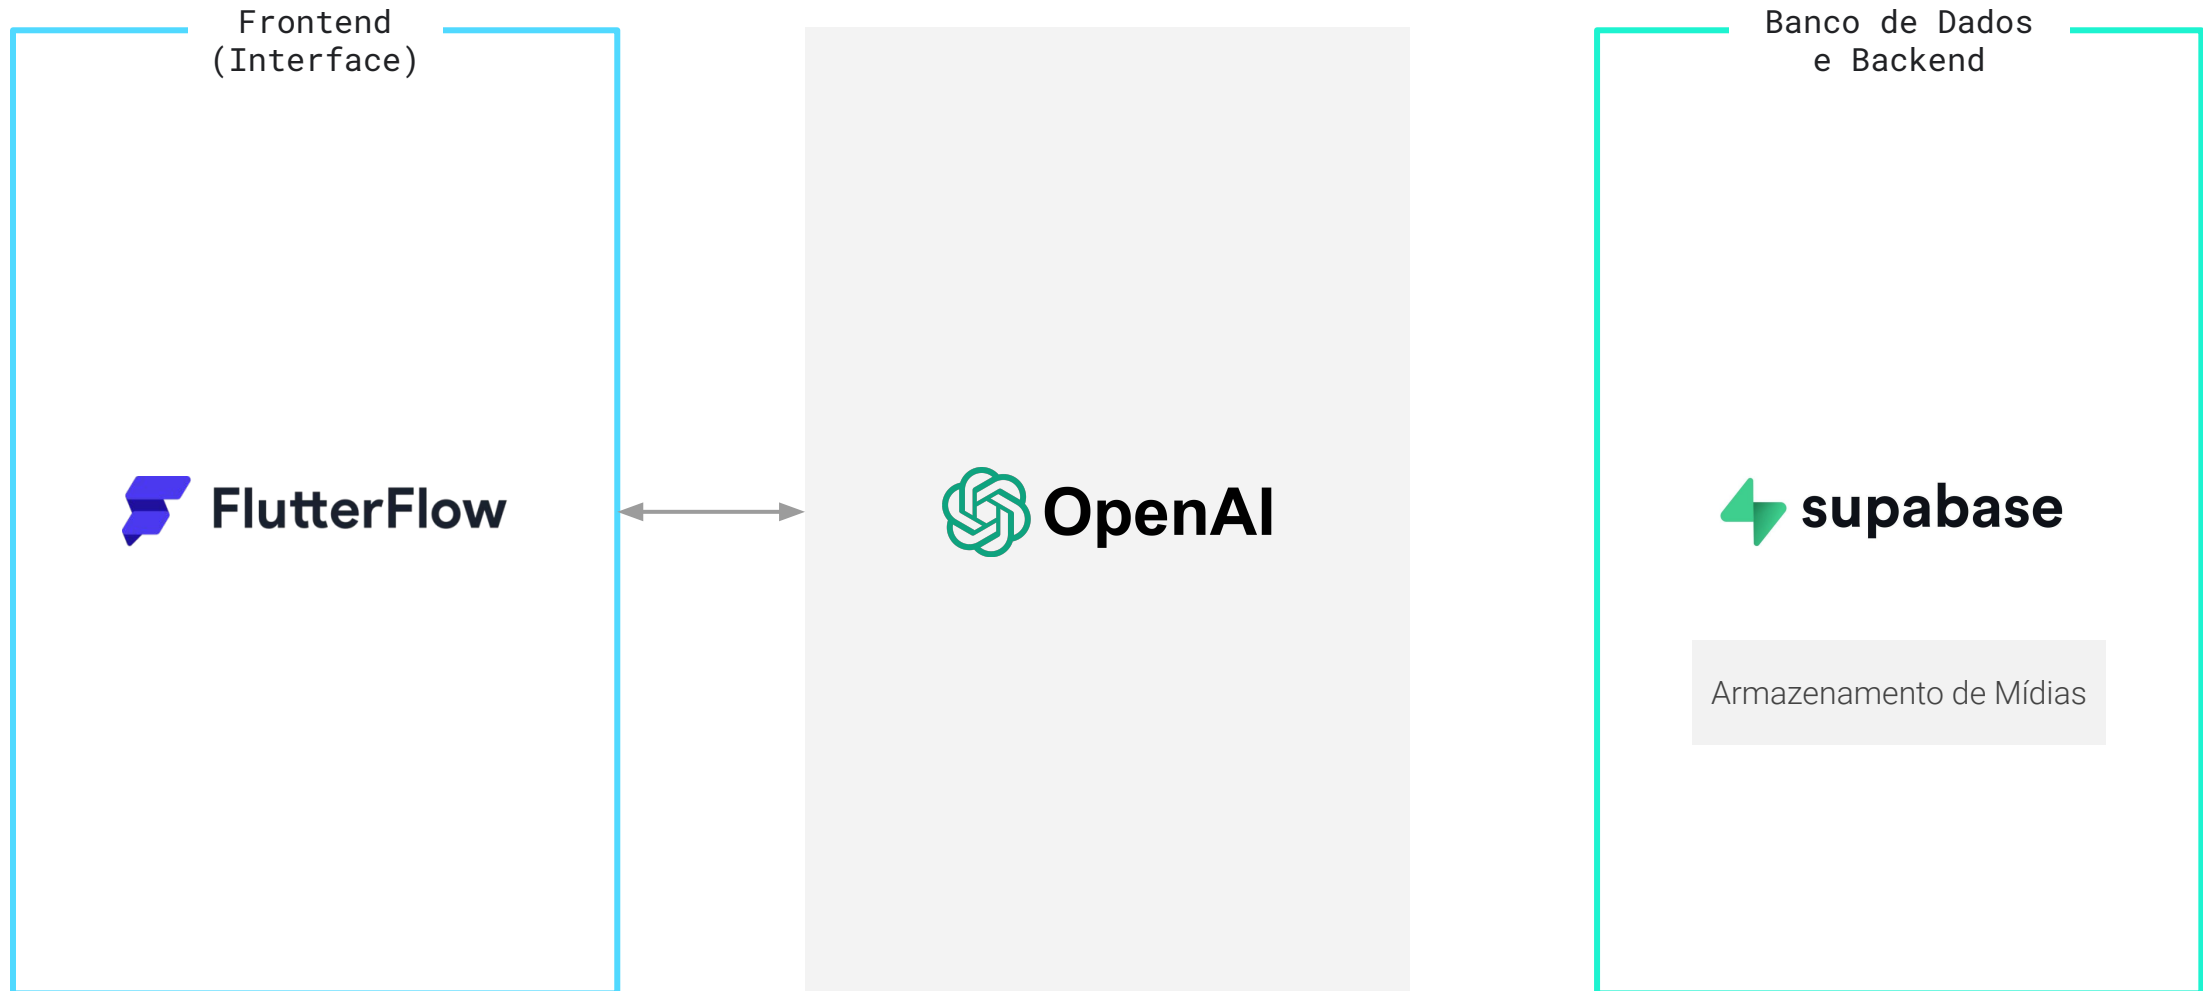 Frontend
(Interface)
Banco de Dados
e Backend
FlutterFlow
OpenAI
supabase
Armazenamento de Mídias